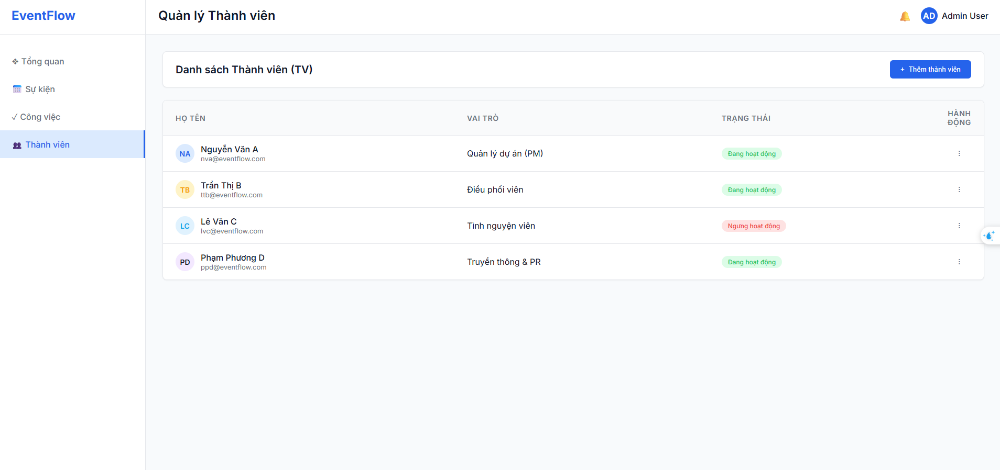 EventFlow
Quản lý Thành viên
AD Admin User
Tổng quan
Sự kiện
Công việc
Thành viên
Danh sách Thành viên (TV)
+ Thêm thành viên
HỌ TÊN VAI TRÒ TRẠNG THÁI HÀNH ĐỘNG
NA Nguyễn Văn A
nva@eventflow.com
Quản lý dự án (PM)
Đang hoạt động
TB Trần Thị B
ttb@eventflow.com
Điều phối viên
Đang hoạt động
LC Lê Văn C
lvc@eventflow.com
Tình nguyện viên
Ngưng hoạt động
PD Phạm Phương D
ppd@eventflow.com
Truyền thông & PR
Đang hoạt động